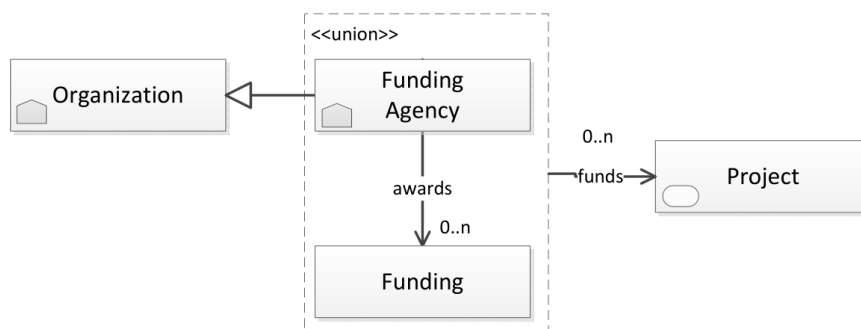 <<union>>
Organization
Funding
Agency
awards
0..n
Funding
0..n
funds
Project